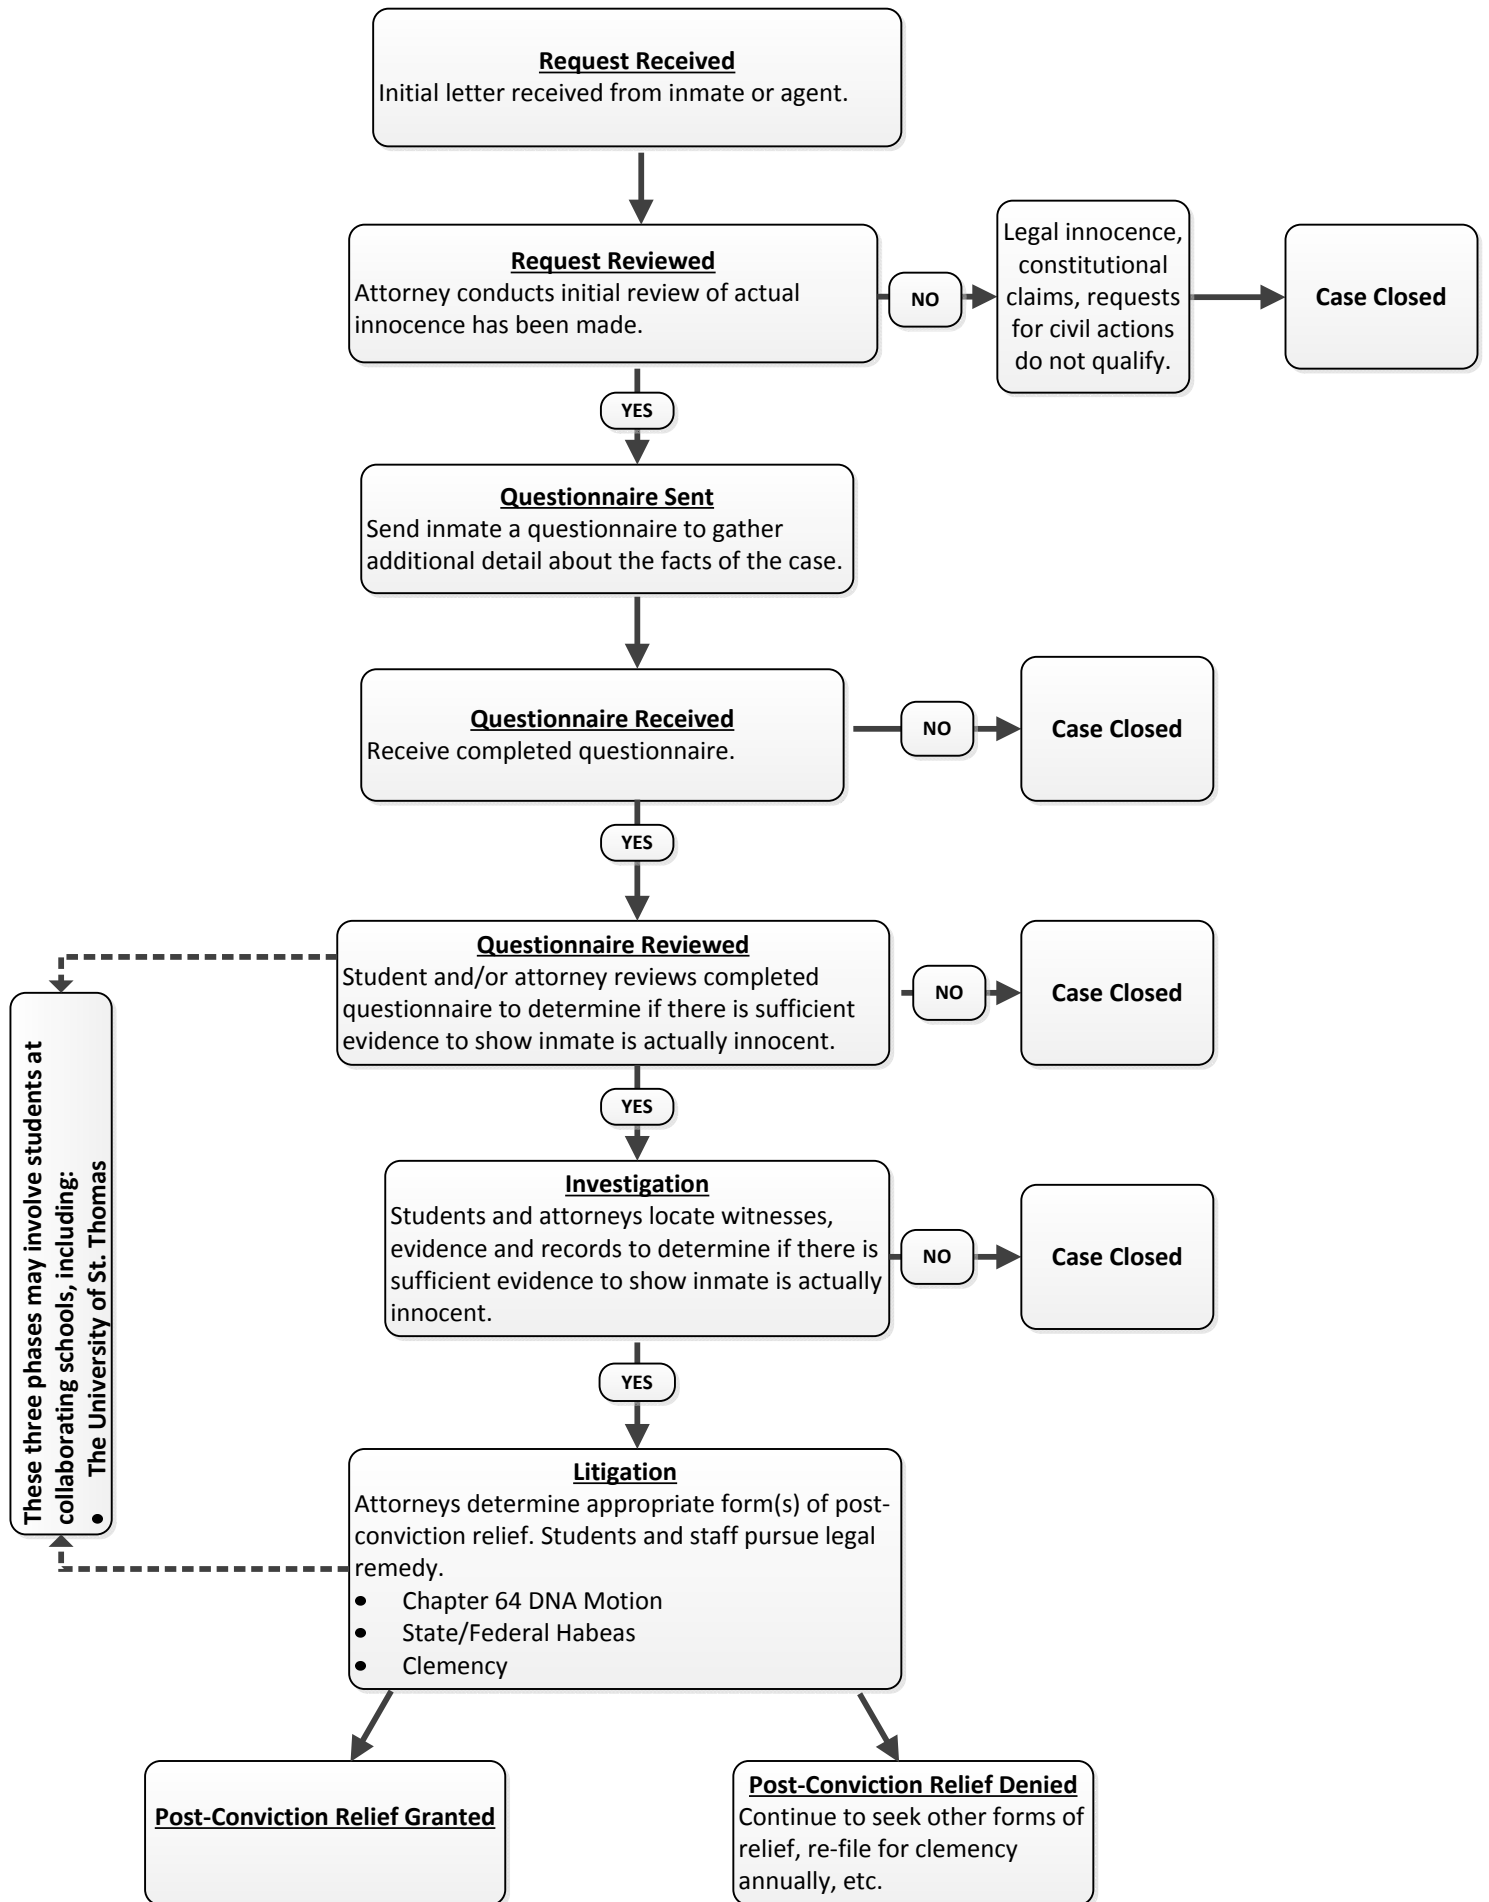 Request Received
Initial letter received from inmate or agent.
Request Reviewed
Attorney conducts initial review of actual
innocence has been made.
NO
Legal innocence,
constitutional
claims, requests
for civil actions
do not qualify.
Case Closed
YES
Questionnaire Sent
Send inmate a questionnaire to gather
additional detail about the facts of the case.
Questionnaire Received
Receive completed questionnaire.
NO
Case Closed
YES
Questionnaire Reviewed
Student and/or attorney reviews completed
questionnaire to determine if there is sufficient
evidence to show inmate is actually innocent.
NO
Case Closed
These three phases may involve students at
collaborating schools, including:
• The University of St. Thomas
YES
Investigation
Students and attorneys locate witnesses,
evidence and records to determine if there is
sufficient evidence to show inmate is actually
innocent.
NO
Case Closed
YES
Litigation
Attorneys determine appropriate form(s) of post-
conviction relief. Students and staff pursue legal
remedy.
• Chapter 64 DNA Motion
• State/Federal Habeas
• Clemency
Post-Conviction Relief Granted
Post-Conviction Relief Denied
Continue to seek other forms of
relief, re-file for clemency
annually, etc.